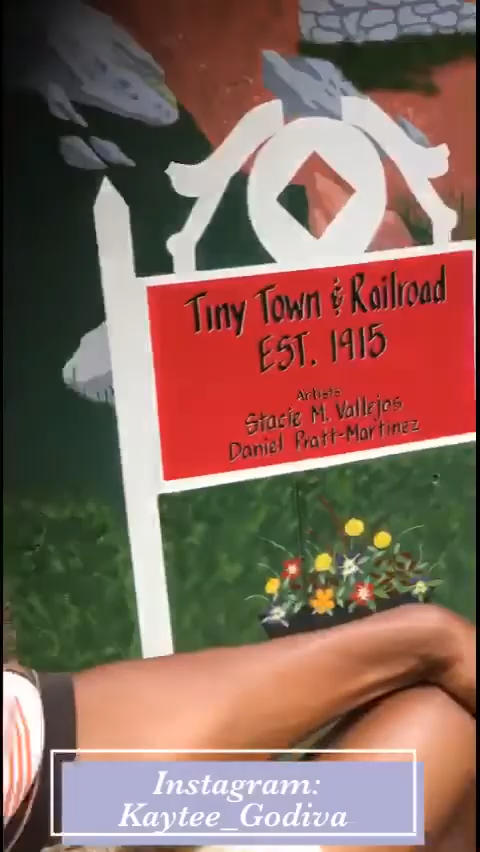 Tiny Town & Railroad
EST. 1915
Artists
Stacie M. Vallejos
Daniel Pratt-Martinez
Instagram:
Kaytee_Godiva